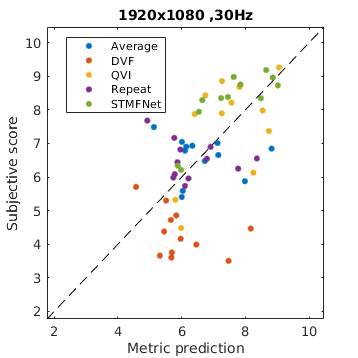 1920x1080 ,30Hz
10
9
8
7
6
5
4
3
2
Subjective score
Average
DVF
QVI
Repeat
STMFNet
2 4 6 8 10
Metric prediction